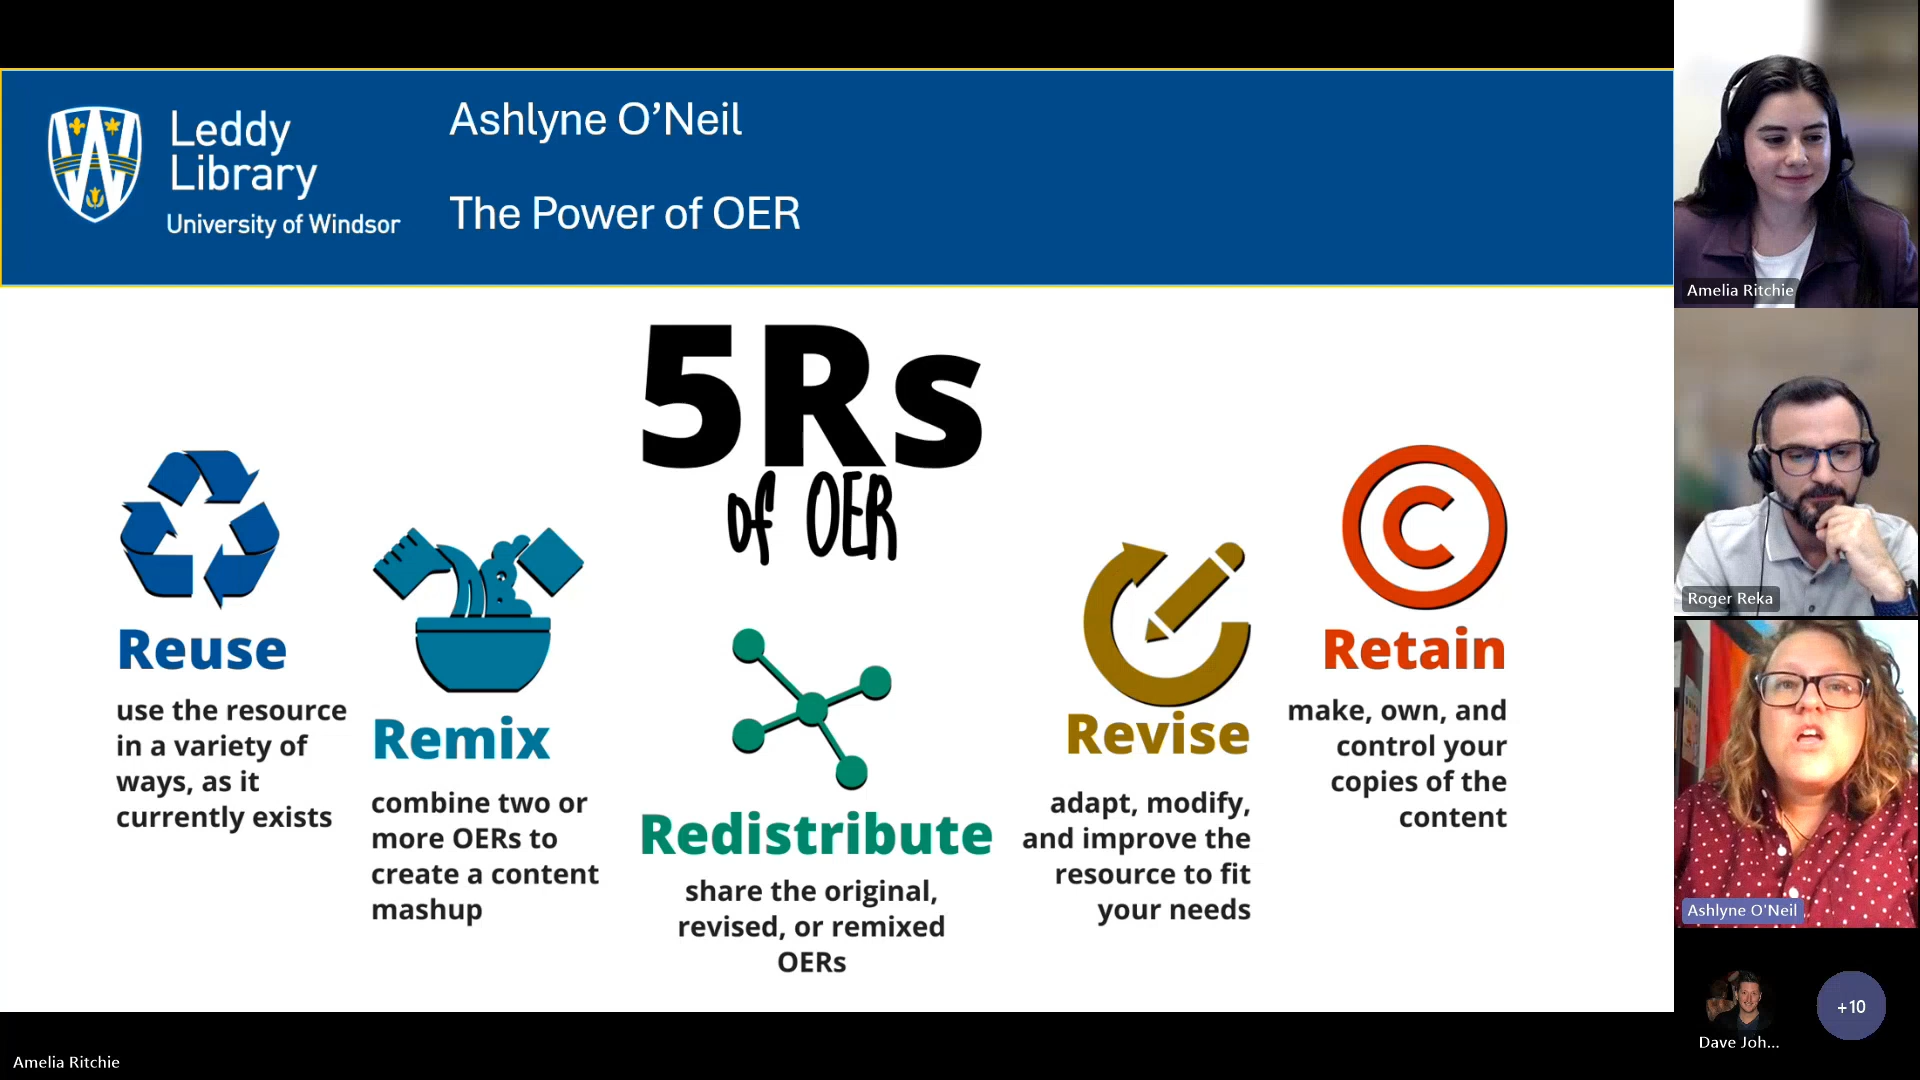 Leddy
Library
University of Windsor
Ashlyne O’Neil
The Power of OER
5Rs
of OER
Reuse
use the resource
in a variety of
ways, as it
currently exists
Remix
combine two or
more OERs to
create a content
mashup
Redistribute
share the original,
revised, or remixed
OERs
Revise
adapt, modify,
and improve the
resource to fit
your needs
Retain
make, own, and
control your
copies of the
content
Amelia Ritchie
Roger Reka
Ashlyne O'Neil
Dave Joh...
+10
Amelia Ritchie